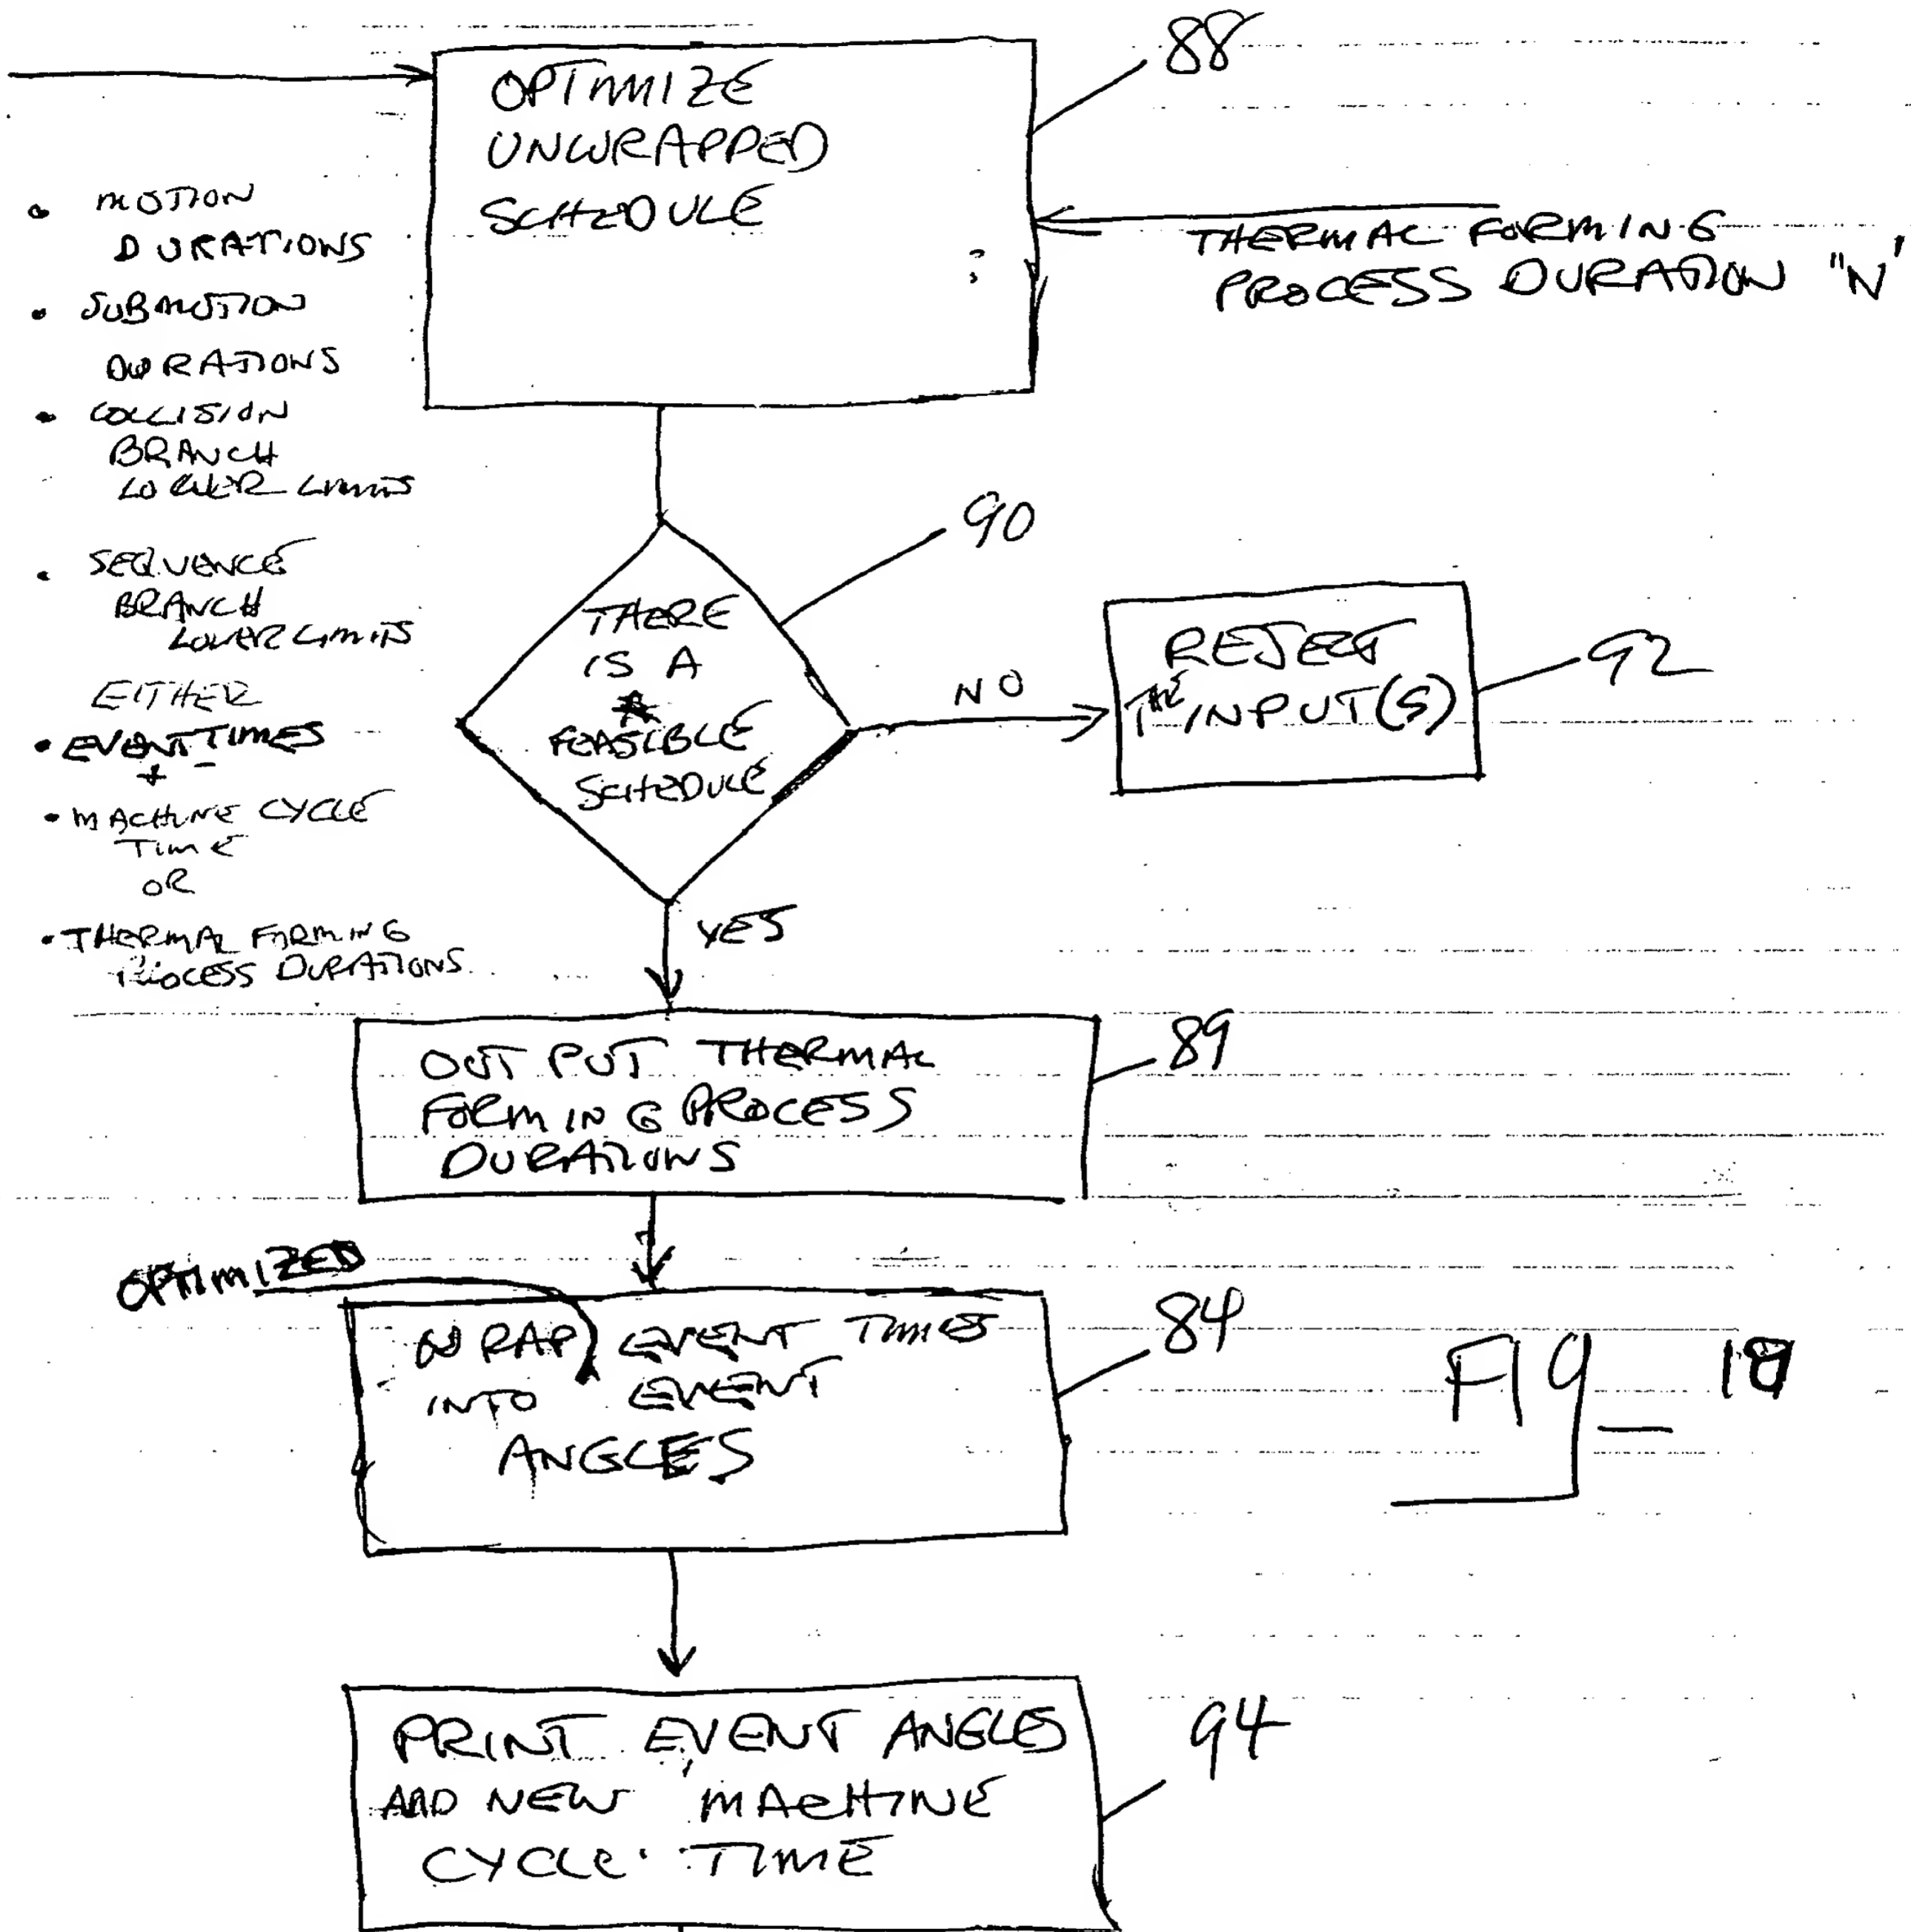 88
OPTIMIZE
UNWRAPPED
SCHEDULE
THERMAL FORMING
PROCESS DURATION "N'
• MOTION
DURATIONS
• SUBMOTION
DURATIONS
• COLLISION
BRANCH
LOWER LIMITS
• SEQUENCE
BRANCH
LOWER LIMITS
EITHER
• EVENT TIMES
+
• MACHINE CYCLE
TIME
OR
• THERMAL FORMING
PROCESS DURATIONS
90
THERE
IS A
FEASIBLE
SCHEDULE
NO
REJECT
THE INPUT(S)
92
YES
OUTPUT THERMAL
FORMING PROCESS
DURATIONS
89
OPTIMIZED
WRAP EVENT TIMES
INTO EVENT
ANGLES
84
FIG_
PRINT EVENT ANGLES
AND NEW MACHINE
CYCLE TIME
94